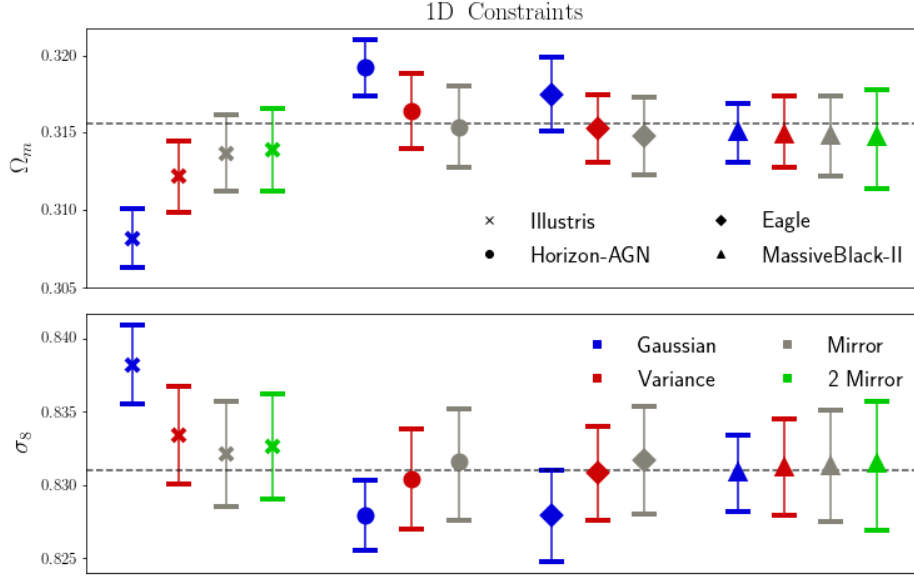 1D Constraints
0.320
0.315
0.310
0.305
Ωm
Illustris
Eagle
Horizon-AGN
MassiveBlack-II
0.840
0.835
0.830
0.825
σ8
Gaussian
Mirror
Variance
2 Mirror